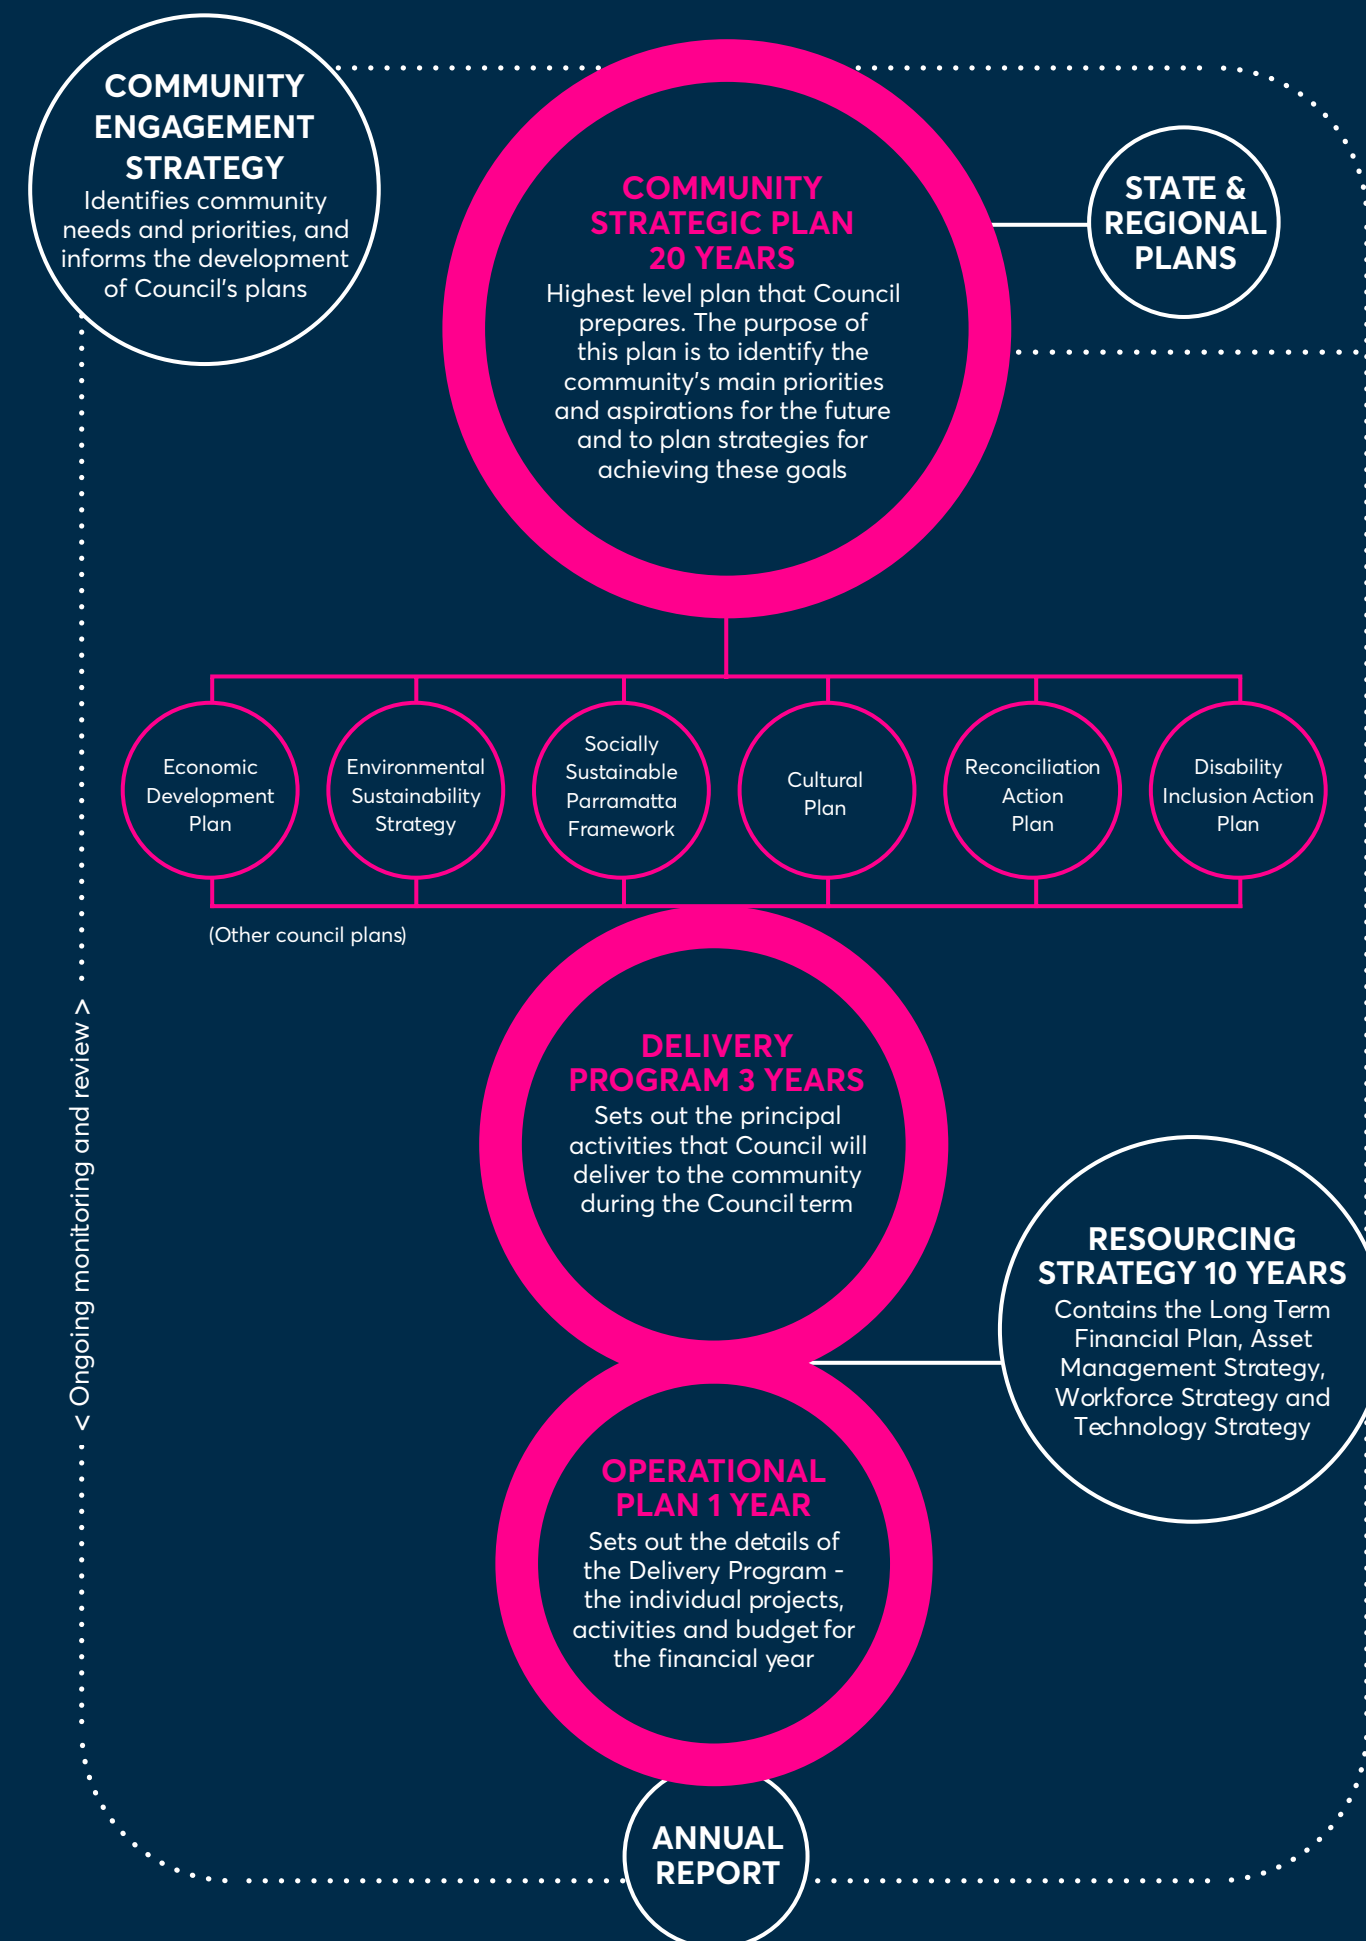 COMMUNITY
ENGAGEMENT
STRATEGY
Identifies community
needs and priorities, and
informs the development
of Council's plans
COMMUNITY
STRATEGIC PLAN
20 YEARS
Highest level plan that Council
prepares. The purpose of
this plan is to identify the
community's main priorities
and aspirations for the future
and to plan strategies for
achieving these goals
STATE &
REGIONAL
PLANS
Economic
Development
Plan
Environmental
Sustainability
Strategy
Socially
Sustainable
Parramatta
Framework
Cultural
Plan
Reconciliation
Action
Plan
Disability
Inclusion Action
Plan
(Other council plans)
< Ongoing monitoring and review >
DELIVERY
PROGRAM 3 YEARS
Sets out the principal
activities that Council will
deliver to the community
during the Council term
RESOURCING
STRATEGY 10 YEARS
Contains the Long Term
Financial Plan, Asset
Management Strategy,
Workforce Strategy and
Technology Strategy
OPERATIONAL
PLAN 1 YEAR
Sets out the details of
the Delivery Program -
the individual projects,
activities and budget for
the financial year
ANNUAL
REPORT